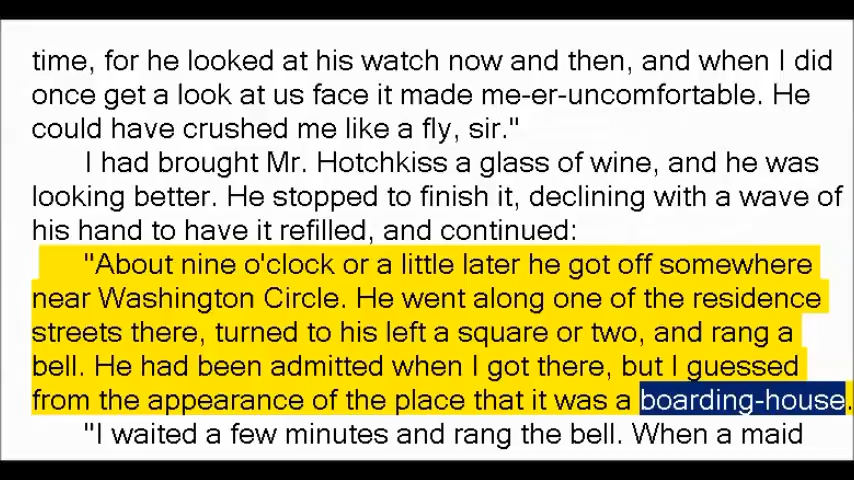 time, for he looked at his watch now and then, and when I did
once get a look at us face it made me-er-uncomfortable. He
could have crushed me like a fly, sir."
I had brought Mr. Hotchkiss a glass of wine, and he was
looking better. He stopped to finish it, declining with a wave of
his hand to have it refilled, and continued:
"About nine o'clock or a little later he got off somewhere
near Washington Circle. He went along one of the residence
streets there, turned to his left a square or two, and rang a
bell. He had been admitted when I got there, but I guessed
from the appearance of the place that it was a boarding-house.
"I waited a few minutes and rang the bell. When a maid